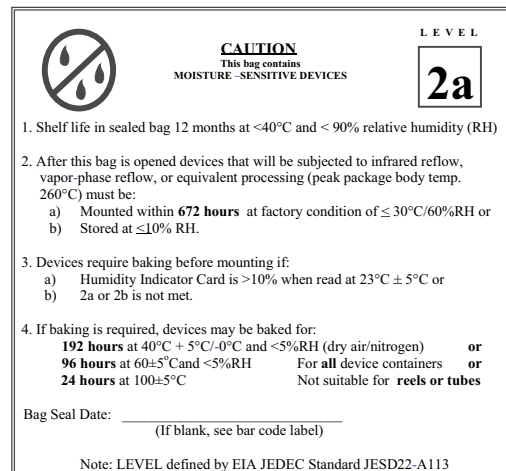 LEVEL
CAUTION
This bag contains
MOISTURE –SENSITIVE DEVICES
2a
1. Shelf life in sealed bag 12 months at <40°C and < 90% relative humidity (RH)
2. After this bag is opened devices that will be subjected to infrared reflow,
vapor-phase reflow, or equivalent processing (peak package body temp.
260°C) must be:
a) Mounted within 672 hours at factory condition of ≤ 30°C/60%RH or
b) Stored at ≤10% RH.
3. Devices require baking before mounting if:
a) Humidity Indicator Card is >10% when read at 23°C ± 5°C or
b) 2a or 2b is not met.
4. If baking is required, devices may be baked for:
192 hours at 40°C + 5°C/-0°C and <5%RH (dry air/nitrogen) or
96 hours at 60±5°Cand <5%RH For all device containers or
24 hours at 100±5°C Not suitable for reels or tubes
Bag Seal Date: ______________________________
(If blank, see bar code label)
Note: LEVEL defined by EIA JEDEC Standard JESD22-A113